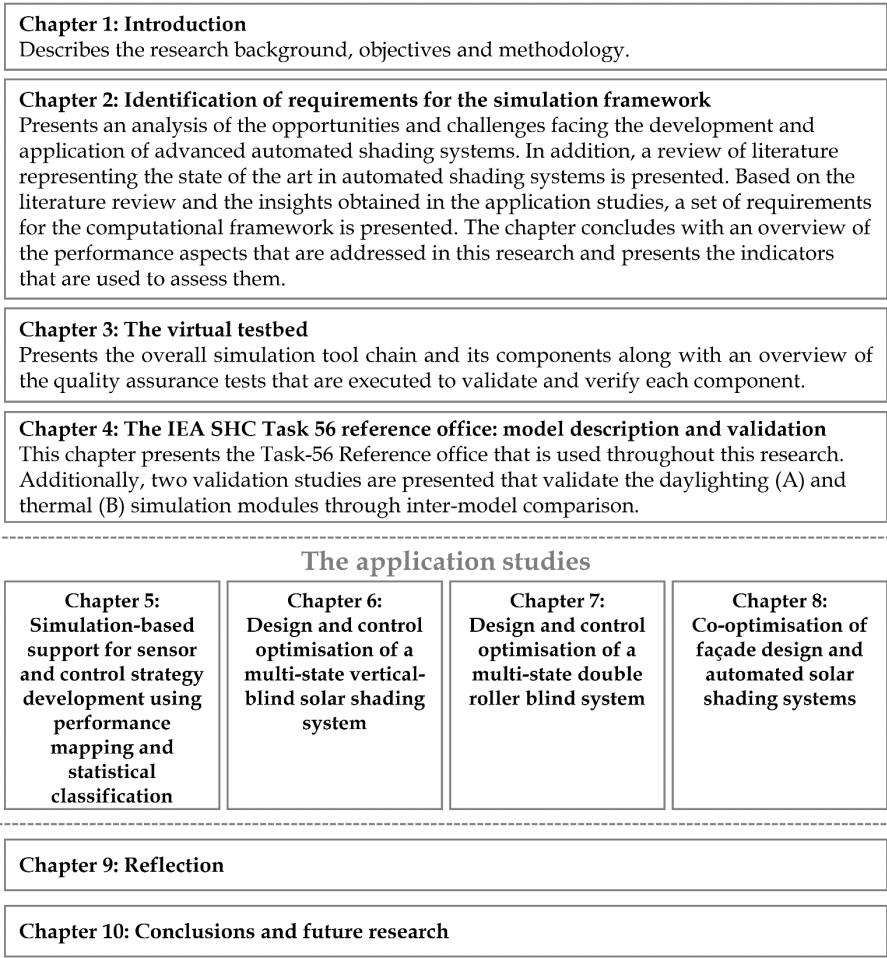 Chapter 1: Introduction
Describes the research background, objectives and methodology.
Chapter 2: Identification of requirements for the simulation framework
Presents an analysis of the opportunities and challenges facing the development and
application of advanced automated shading systems. In addition, a review of literature
representing the state of the art in automated shading systems is presented. Based on the
literature review and the insights obtained in the application studies, a set of requirements
for the computational framework is presented. The chapter concludes with an overview of
the performance aspects that are addressed in this research and presents the indicators
that are used to assess them.
Chapter 3: The virtual testbed
Presents the overall simulation tool chain and its components along with an overview of
the quality assurance tests that are executed to validate and verify each component.
Chapter 4: The IEA SHC Task 56 reference office: model description and validation
This chapter presents the Task-56 Reference office that is used throughout this research.
Additionally, two validation studies are presented that validate the daylighting (A) and
thermal (B) simulation modules through inter-model comparison.
The application studies
Chapter 5:
Simulation-based
support for sensor
and control strategy
development using
performance
mapping and
statistical
classification
Chapter 6:
Design and control
optimisation of a
multi-state vertical-
blind solar shading
system
Chapter 7:
Design and control
optimisation of a
multi-state double
roller blind system
Chapter 8:
Co-optimisation of
façade design and
automated solar
shading systems
Chapter 9: Reflection
Chapter 10: Conclusions and future research